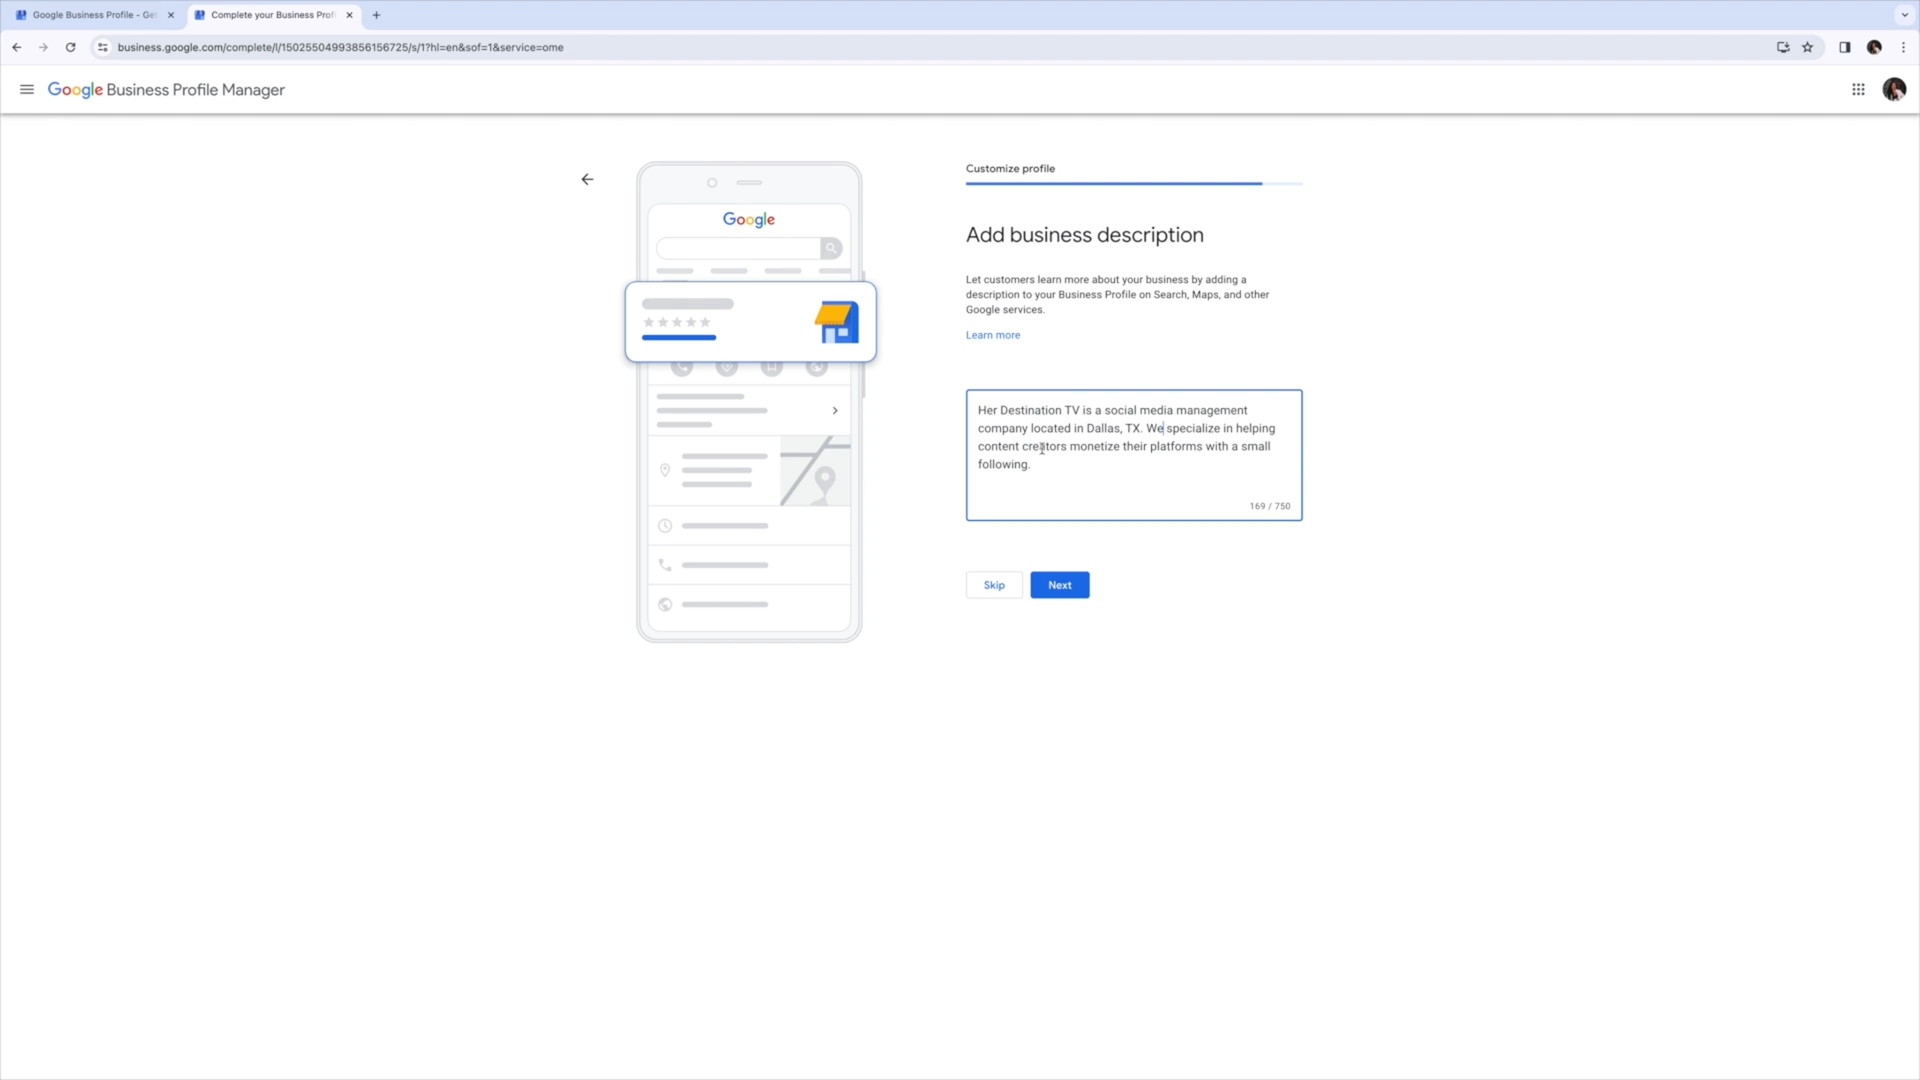 Google Business Profile - Ge
Complete your Business Prof
business.google.com/complete/l/15025504993856156725/s/1?hl=en&sof=1&service=ome
Google Business Profile Manager
Customize profile
Google
Add business description
Let customers learn more about your business by adding a
description to your Business Profile on Search, Maps, and other
Google services.
Learn more
Her Destination TV is a social media management
company located in Dallas, TX. We specialize in helping
content creators monetize their platforms with a small
following.
169 / 750
Skip
Next